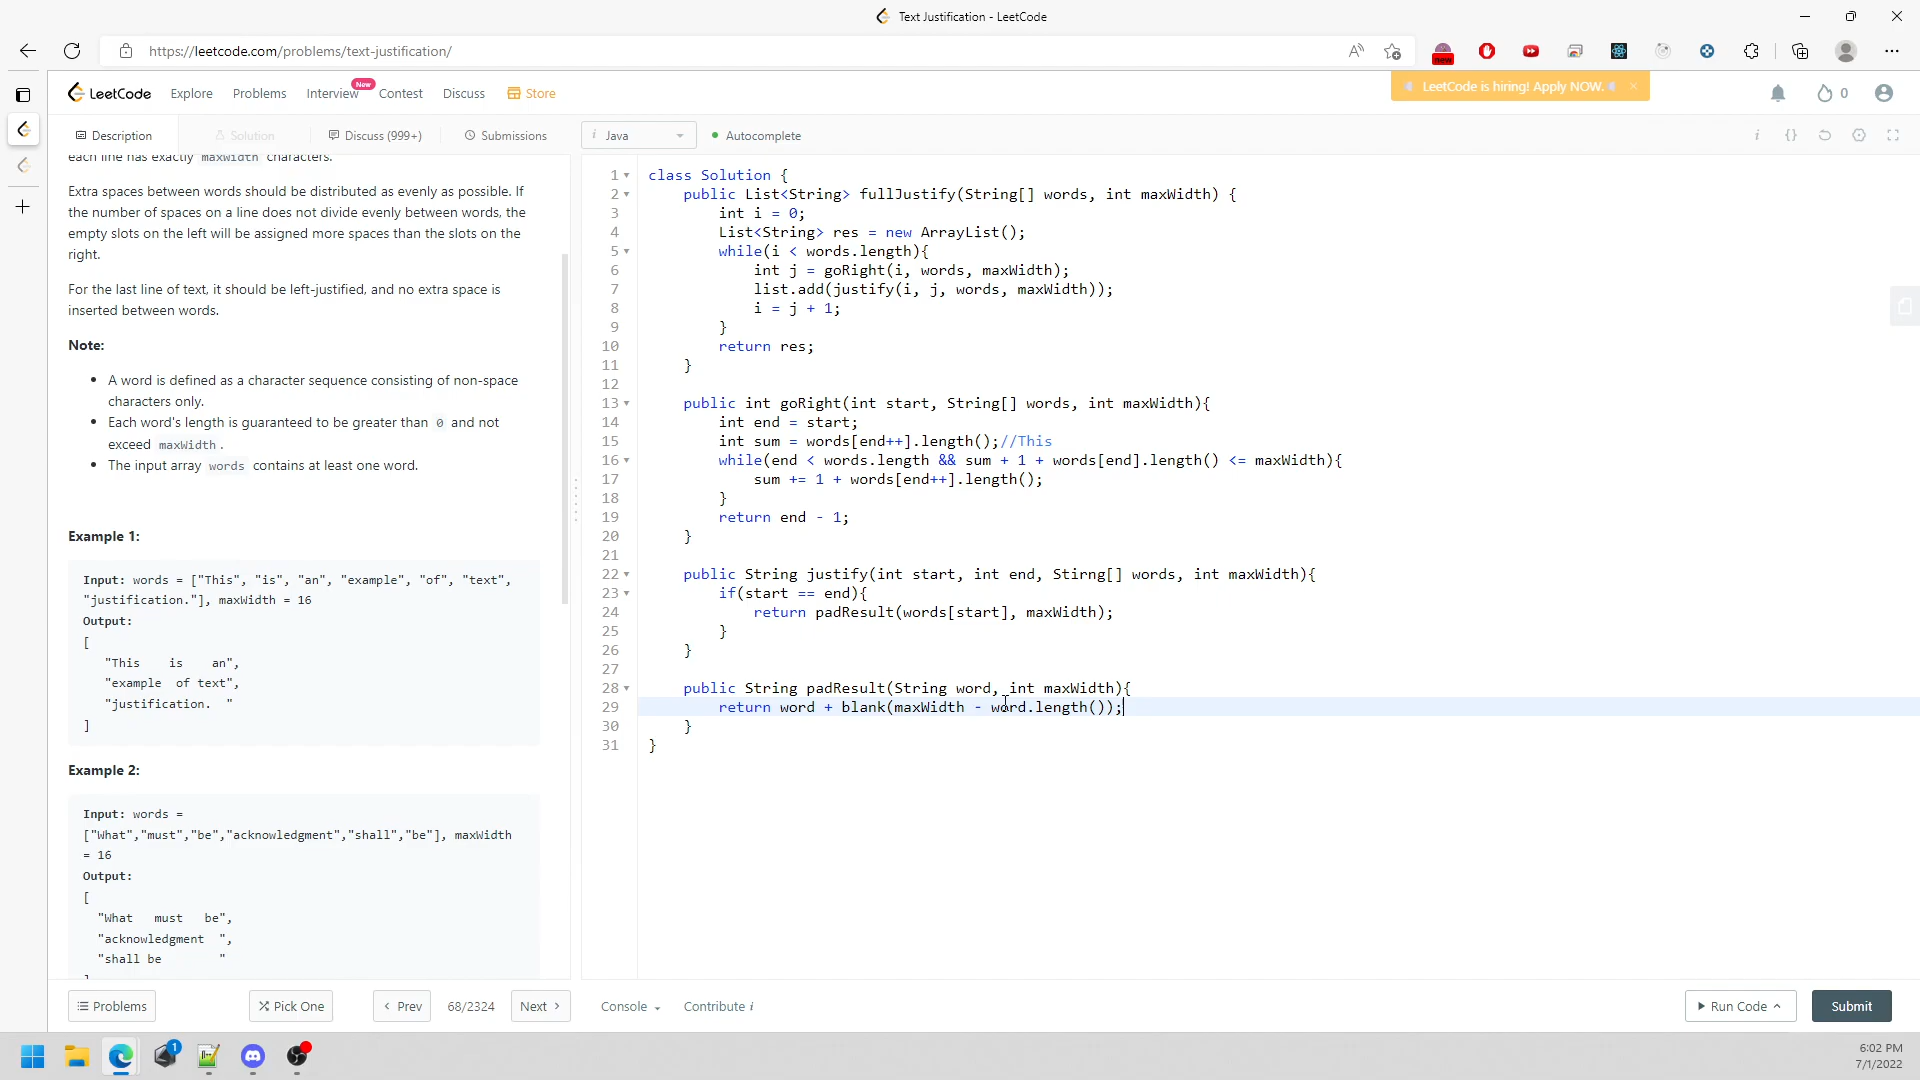 Text Justification - LeetCode
https://leetcode.com/problems/text-justification/
new
LeetCode
Explore
Problems
Interview
New
Contest
Discuss
Store
LeetCode is hiring! Apply NOW.
0
Description
Solution
Discuss (999+)
Submissions
i Java
Autocomplete
each line has exactly maxWidth characters.
Extra spaces between words should be distributed as evenly as possible. If
the number of spaces on a line does not divide evenly between words, the
empty slots on the left will be assigned more spaces than the slots on the
right.
For the last line of text, it should be left-justified, and no extra space is
inserted between words.
Note:
• A word is defined as a character sequence consisting of non-space
characters only.
• Each word's length is guaranteed to be greater than 0 and not
exceed maxWidth.
• The input array words contains at least one word.
Example 1:
Input: words = ["This", "is", "an", "example", "of", "text",
"justification."], maxWidth = 16
Output:
[
   "This    is    an",
   "example  of text",
   "justification.  "
]
Example 2:
Input: words =
["What","must","be","acknowledgment","shall","be"], maxWidth
= 16
Output:
[
  "What   must   be",
  "acknowledgment  ",
  "shall be        "
]
1 class Solution {
2     public List<String> fullJustify(String[] words, int maxWidth) {
3         int i = 0;
4         List<String> res = new ArrayList();
5         while(i < words.length){
6             int j = goRight(i, words, maxWidth);
7             list.add(justify(i, j, words, maxWidth));
8             i = j + 1;
9         }
10         return res;
11     }
12
13     public int goRight(int start, String[] words, int maxWidth){
14         int end = start;
15         int sum = words[end++].length();//This
16         while(end < words.length && sum + 1 + words[end].length() <= maxWidth){
17             sum += 1 + words[end++].length();
18         }
19         return end - 1;
20     }
21
22     public String justify(int start, int end, Stirng[] words, int maxWidth){
23         if(start == end){
24             return padResult(words[start], maxWidth);
25         }
26     }
27
28     public String padResult(String word, int maxWidth){
29         return word + blank(maxWidth - word.length());
30     }
31 }
Problems
Pick One
Prev
68/2324
Next
Console
Contribute i
Run Code
Submit
1
6:02 PM
7/1/2022